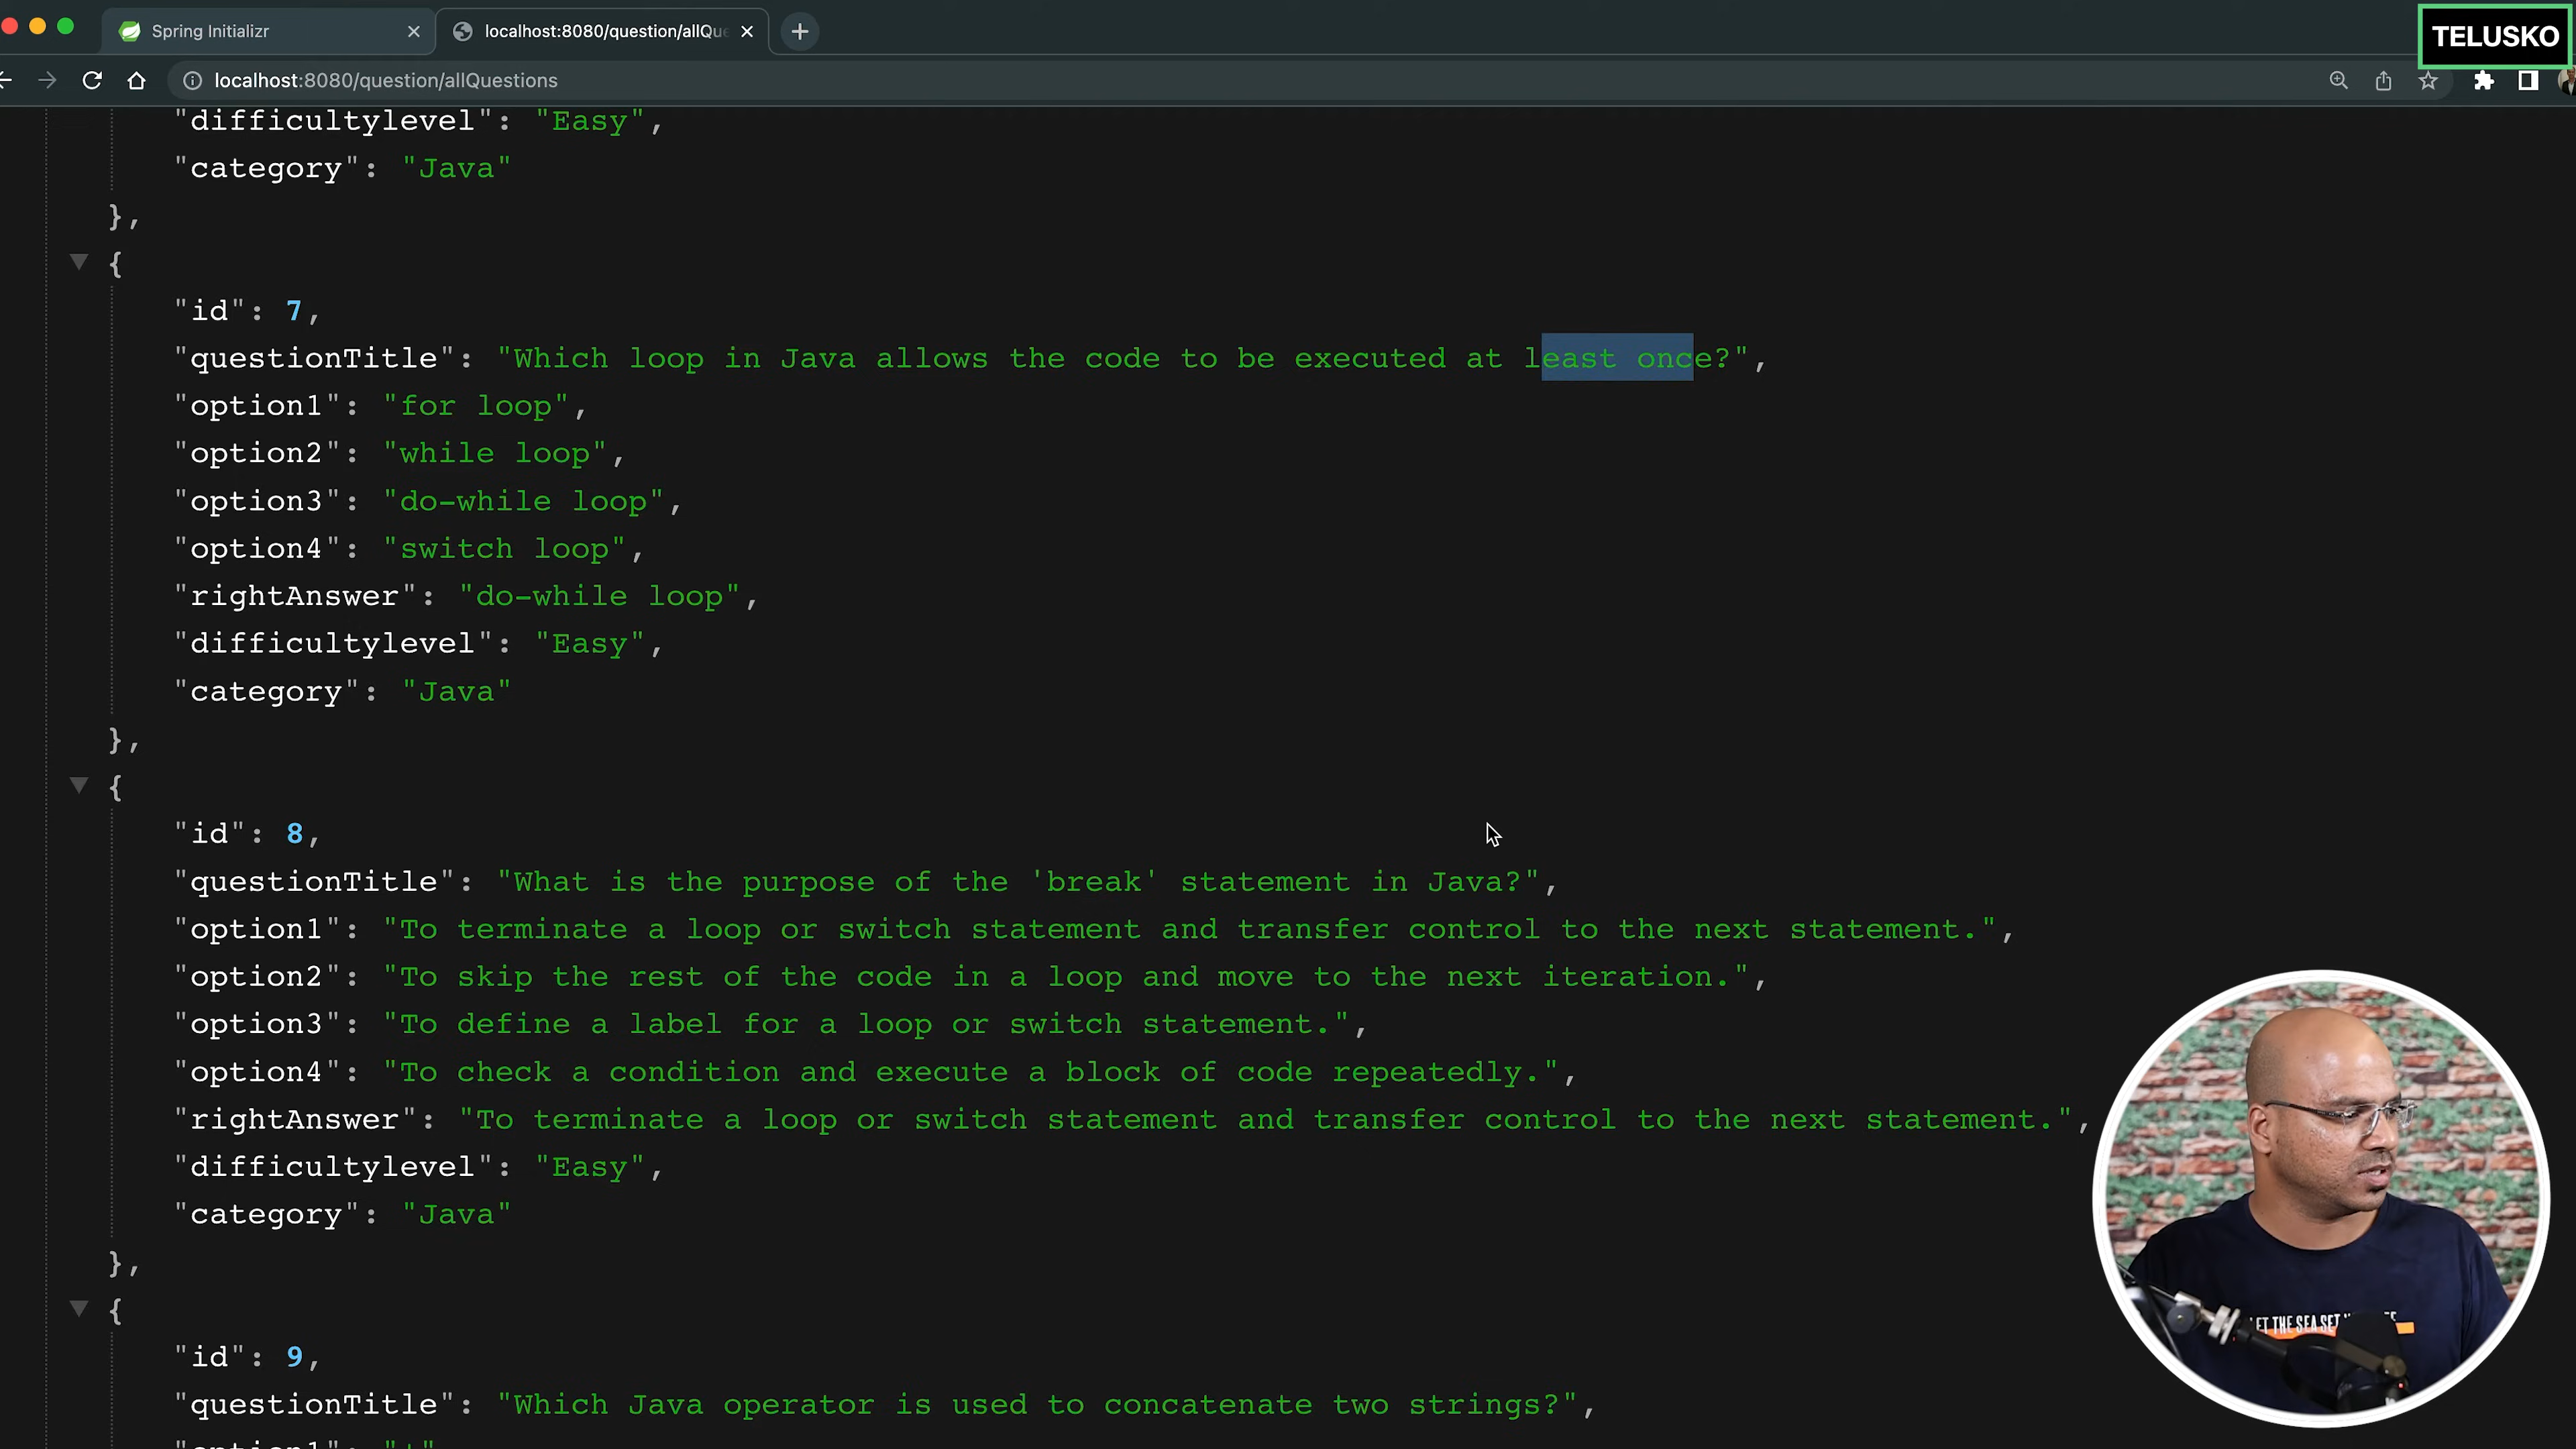 Spring Initializr
localhost:8080/question/allQue
TELUSKO
localhost:8080/question/allQuestions
"difficultylevel": "Easy",
"category": "Java"
},
{
"id": 7,
"questionTitle": "Which loop in Java allows the code to be executed at least once?",
"option1": "for loop",
"option2": "while loop",
"option3": "do-while loop",
"option4": "switch loop",
"rightAnswer": "do-while loop",
"difficultylevel": "Easy",
"category": "Java"
},
{
"id": 8,
"questionTitle": "What is the purpose of the 'break' statement in Java?",
"option1": "To terminate a loop or switch statement and transfer control to the next statement.",
"option2": "To skip the rest of the code in a loop and move to the next iteration.",
"option3": "To define a label for a loop or switch statement.",
"option4": "To check a condition and execute a block of code repeatedly.",
"rightAnswer": "To terminate a loop or switch statement and transfer control to the next statement.",
"difficultylevel": "Easy",
"category": "Java"
},
{
"id": 9,
"questionTitle": "Which Java operator is used to concatenate two strings?",
THE SEA SET